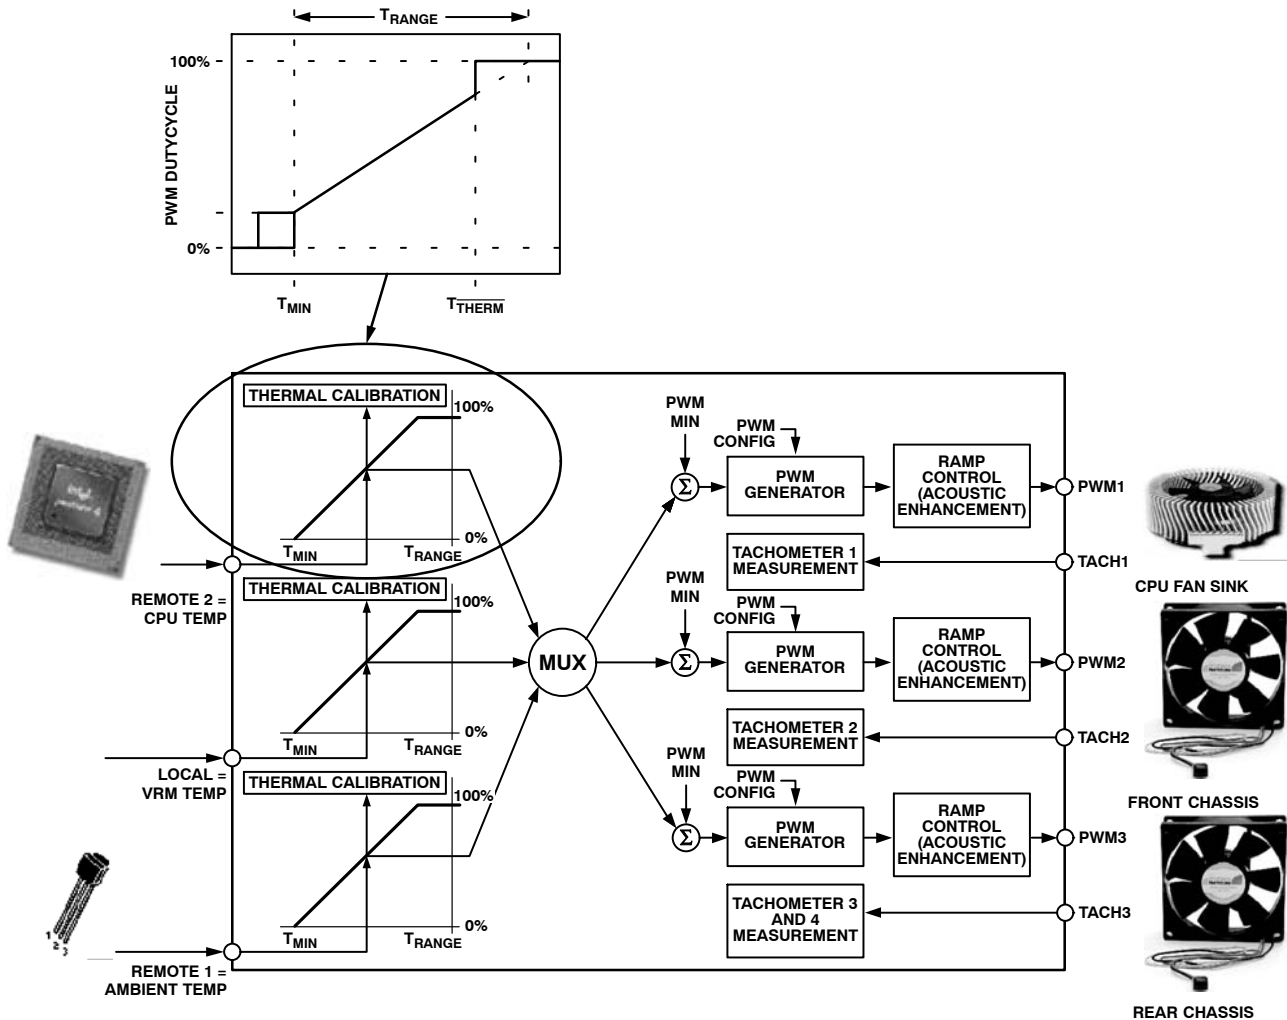 TRANGE
100%
PWM DUTYCYCLE
0%
TMIN
TTHERM
THERMAL CALIBRATION
100%
0%
TMIN
TRANGE
REMOTE 2 =
CPU TEMP
THERMAL CALIBRATION
100%
0%
TMIN
TRANGE
LOCAL =
VRM TEMP
THERMAL CALIBRATION
100%
0%
TMIN
TRANGE
REMOTE 1 =
AMBIENT TEMP
1
2
3
MUX
PWM
MIN
Σ
PWM
CONFIG
PWM
GENERATOR
RAMP
CONTROL
(ACOUSTIC
ENHANCEMENT)
PWM1
TACHOMETER 1
MEASUREMENT
TACH1
CPU FAN SINK
PWM
MIN
Σ
PWM
CONFIG
PWM
GENERATOR
RAMP
CONTROL
(ACOUSTIC
ENHANCEMENT)
PWM2
TACHOMETER 2
MEASUREMENT
TACH2
FRONT CHASSIS
PWM
MIN
Σ
PWM
CONFIG
PWM
GENERATOR
RAMP
CONTROL
(ACOUSTIC
ENHANCEMENT)
PWM3
TACHOMETER 3
AND 4
MEASUREMENT
TACH3
REAR CHASSIS
intel